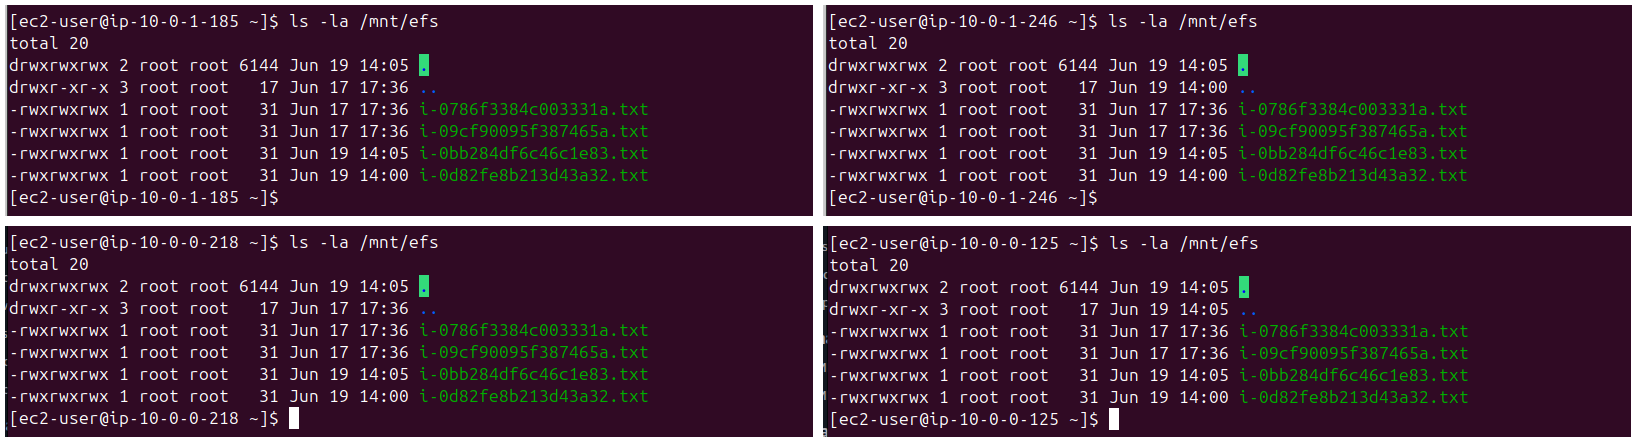 [ec2-user@ip-10-0-1-185 ~]$ ls -la /mnt/efs
total 20
drwxrwxrwx 2 root root 6144 Jun 19 14:05 .
drwxr-xr-x 3 root root   17 Jun 17 17:36 ..
-rwxrwxrwx 1 root root   31 Jun 17 17:36 i-0786f3384c003331a.txt
-rwxrwxrwx 1 root root   31 Jun 17 17:36 i-09cf90095f387465a.txt
-rwxrwxrwx 1 root root   31 Jun 19 14:05 i-0bb284df6c46c1e83.txt
-rwxrwxrwx 1 root root   31 Jun 19 14:00 i-0d82fe8b213d43a32.txt
[ec2-user@ip-10-0-1-185 ~]$
[ec2-user@ip-10-0-1-246 ~]$ ls -la /mnt/efs
total 20
drwxrwxrwx 2 root root 6144 Jun 19 14:05 .
drwxr-xr-x 3 root root   17 Jun 19 14:00 ..
-rwxrwxrwx 1 root root   31 Jun 17 17:36 i-0786f3384c003331a.txt
-rwxrwxrwx 1 root root   31 Jun 17 17:36 i-09cf90095f387465a.txt
-rwxrwxrwx 1 root root   31 Jun 19 14:05 i-0bb284df6c46c1e83.txt
-rwxrwxrwx 1 root root   31 Jun 19 14:00 i-0d82fe8b213d43a32.txt
[ec2-user@ip-10-0-1-246 ~]$
[ec2-user@ip-10-0-0-218 ~]$ ls -la /mnt/efs
total 20
drwxrwxrwx 2 root root 6144 Jun 19 14:05 .
drwxr-xr-x 3 root root   17 Jun 17 17:36 ..
-rwxrwxrwx 1 root root   31 Jun 17 17:36 i-0786f3384c003331a.txt
-rwxrwxrwx 1 root root   31 Jun 17 17:36 i-09cf90095f387465a.txt
-rwxrwxrwx 1 root root   31 Jun 19 14:05 i-0bb284df6c46c1e83.txt
-rwxrwxrwx 1 root root   31 Jun 19 14:00 i-0d82fe8b213d43a32.txt
[ec2-user@ip-10-0-0-218 ~]$
[ec2-user@ip-10-0-0-125 ~]$ ls -la /mnt/efs
total 20
drwxrwxrwx 2 root root 6144 Jun 19 14:05 .
drwxr-xr-x 3 root root   17 Jun 19 14:05 ..
-rwxrwxrwx 1 root root   31 Jun 17 17:36 i-0786f3384c003331a.txt
-rwxrwxrwx 1 root root   31 Jun 17 17:36 i-09cf90095f387465a.txt
-rwxrwxrwx 1 root root   31 Jun 19 14:05 i-0bb284df6c46c1e83.txt
-rwxrwxrwx 1 root root   31 Jun 19 14:00 i-0d82fe8b213d43a32.txt
[ec2-user@ip-10-0-0-125 ~]$